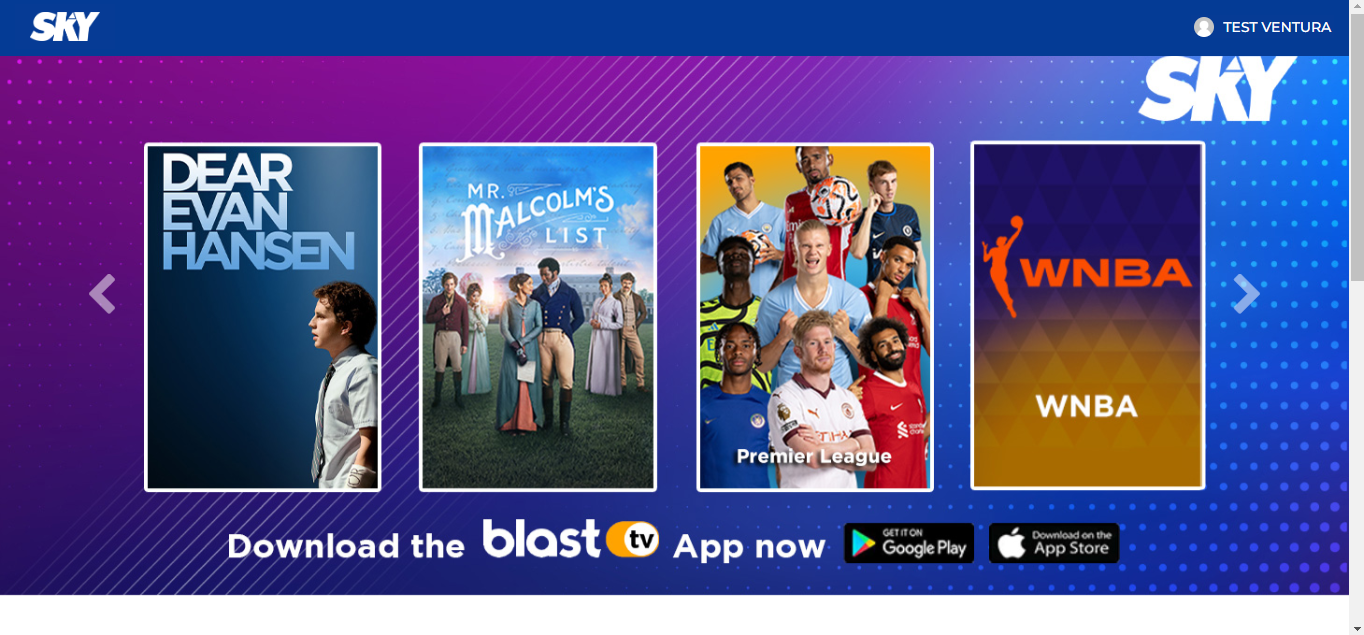 SKY
TEST VENTURA
SKY
DEAR
EVAN
HANSEN
MR.
MALCOLM'S
LIST
Premier League
WNBA
WNBA
Download the blast tv App now
GET IT ON
Google Play
Download on the
App Store